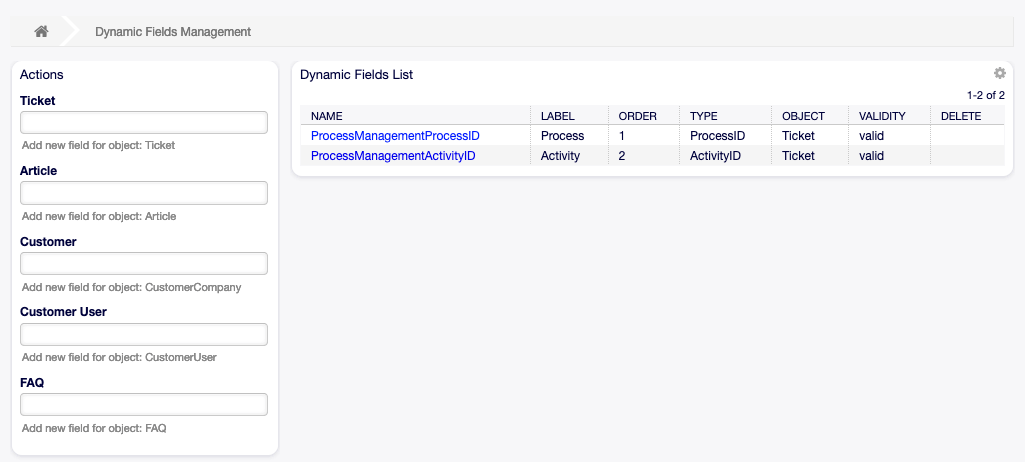 Dynamic Fields Management
Actions
Ticket
Add new field for object: Ticket
Article
Add new field for object: Article
Customer
Add new field for object: CustomerCompany
Customer User
Add new field for object: CustomerUser
FAQ
Add new field for object: FAQ
Dynamic Fields List
1-2 of 2
NAME LABEL ORDER TYPE OBJECT VALIDITY DELETE
ProcessManagementProcessID Process 1 ProcessID Ticket valid
ProcessManagementActivityID Activity 2 ActivityID Ticket valid